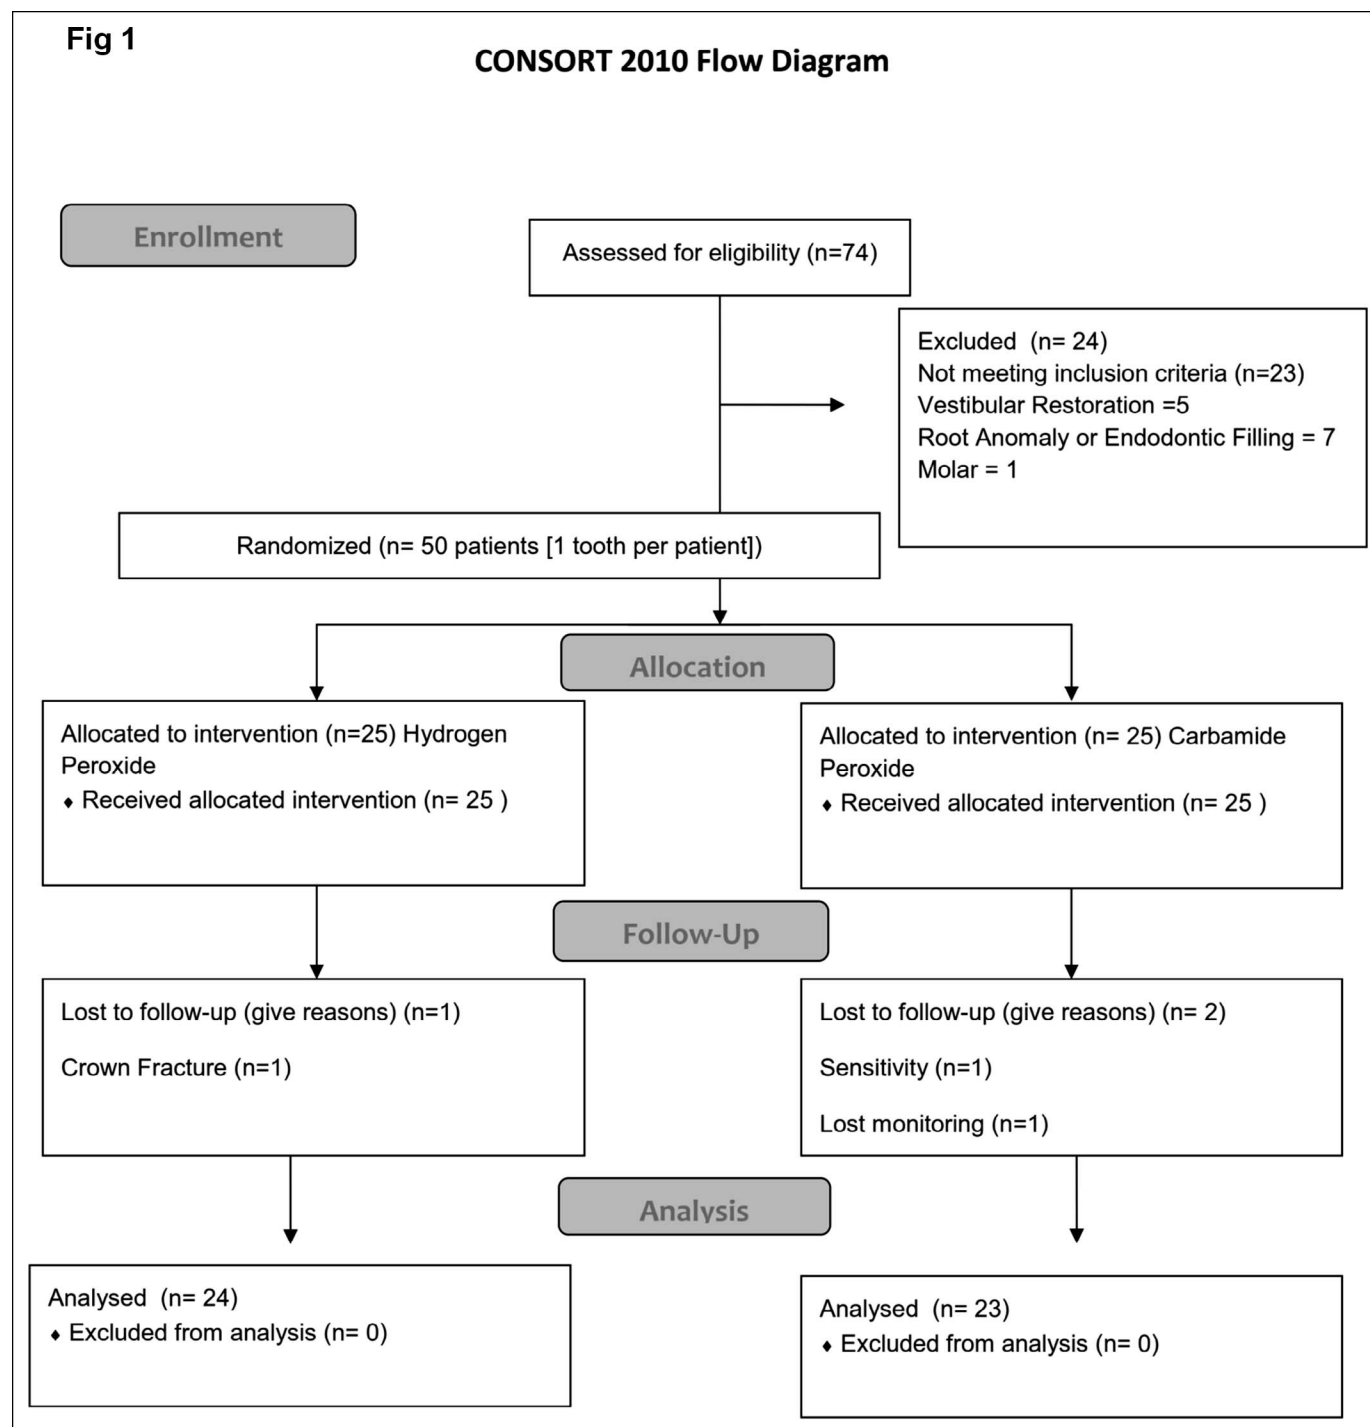 Fig 1
CONSORT 2010 Flow Diagram
Enrollment
Assessed for eligibility (n=74)
Excluded (n= 24)
Not meeting inclusion criteria (n=23)
Vestibular Restoration =5
Root Anomaly or Endodontic Filling = 7
Molar = 1
Randomized (n= 50 patients [1 tooth per patient])
Allocation
Allocated to intervention (n=25) Hydrogen
Peroxide
♦ Received allocated intervention (n= 25 )
Allocated to intervention (n= 25) Carbamide
Peroxide
♦ Received allocated intervention (n= 25 )
Follow-Up
Lost to follow-up (give reasons) (n=1)
Crown Fracture (n=1)
Lost to follow-up (give reasons) (n= 2)
Sensitivity (n=1)
Lost monitoring (n=1)
Analysis
Analysed (n= 24)
♦ Excluded from analysis (n= 0)
Analysed (n= 23)
♦ Excluded from analysis (n= 0)